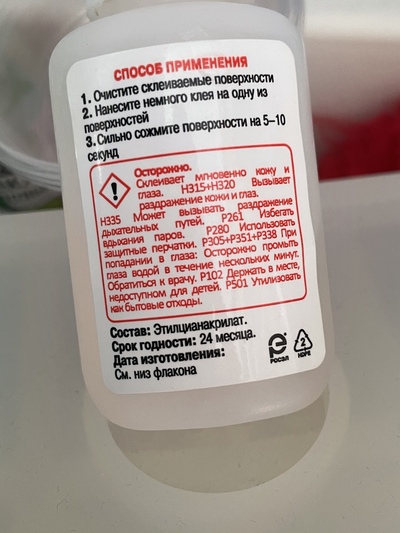 СПОСОБ ПРИМЕНЕНИЯ
1. Очистите склеиваемые поверхности
2. Нанесите немного клея на одну из
поверхностей
3. Сильно сожмите поверхности на 5–10
секунд
Осторожно.
Склеивает мгновенно кожу и
глаза. H315+H320 Вызывает
раздражение кожи и глаз.
H335 Может вызывать раздражение
дыхательных путей. P261 Избегать
вдыхания паров. P280 Использовать
защитные перчатки. P305+P351+P338 При
попадании в глаза: Осторожно промыть
глаза водой в течение нескольких минут.
Обратиться к врачу. P102 Держать в месте,
недоступном для детей. P501 Утилизовать
как бытовые отходы.
Состав: Этилцианакрилат.
Срок годности: 24 месяца.
Дата изготовления:
См. низ флакона
РОСЭЛ
2
HDPE